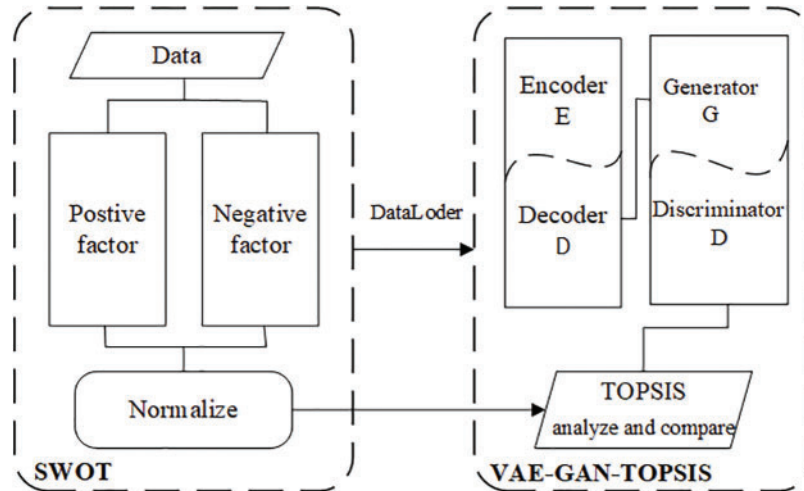 Data
Postive
factor
Negative
factor
Normalize
SWOT
DataLoder
Encoder
E
Decoder
D
Generator
G
Discriminator
D
TOPSIS
analyze and compare
VAE-GAN-TOPSIS